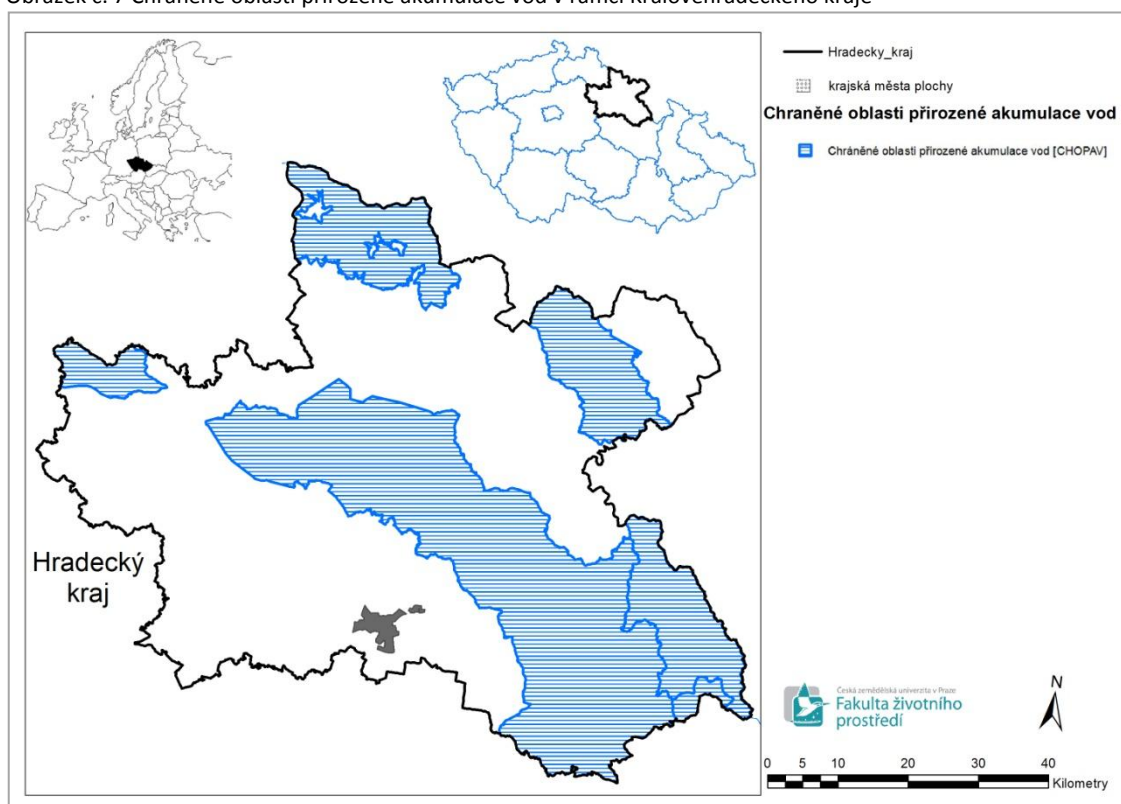 Obrázek č. 7 Chráněné oblasti přirozené akumulace vod v rámci Královéhradeckého kraje
Hradecky_kraj
krajská města plochy
Chraněné oblasti přirozené akumulace vod
Chráněné oblasti přirozené akumulace vod [CHOPAV]
Hradecký
kraj
Česká zemědělská univerzita v Praze
Fakulta životního
prostředí
N
0 5 10 20 30 40
Kilometry